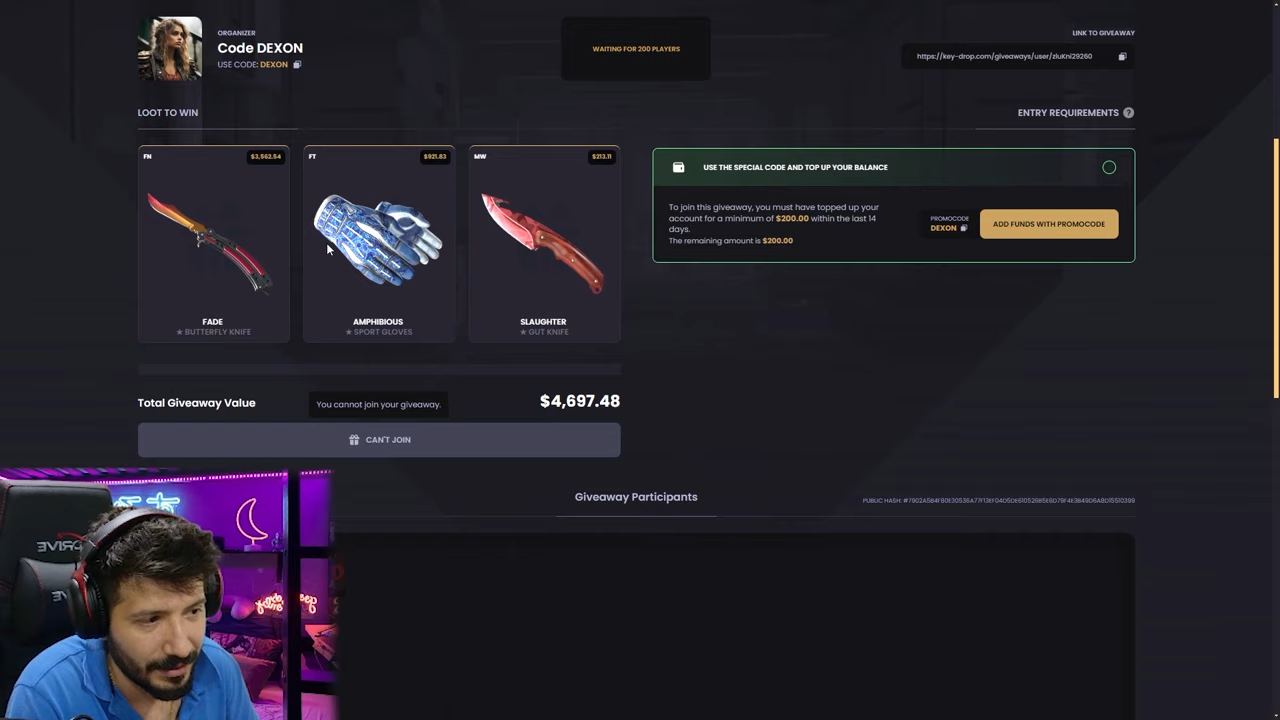 ORGANIZER
Code DEXON
USE CODE: DEXON
WAITING FOR 200 PLAYERS
LINK TO GIVEAWAY
https://key-drop.com/giveaways/user/zluKni29260
LOOT TO WIN
ENTRY REQUIREMENTS ?
FN $3,562.54
FADE
★ BUTTERFLY KNIFE
FT $921.83
AMPHIBIOUS
★ SPORT GLOVES
MW $213.11
SLAUGHTER
★ GUT KNIFE
USE THE SPECIAL CODE AND TOP UP YOUR BALANCE
To join this giveaway, you must have topped up your
account for a minimum of $200.00 within the last 14
days.
The remaining amount is $200.00
PROMOCODE
DEXON
ADD FUNDS WITH PROMOCODE
Total Giveaway Value
You cannot join your giveaway.
$4,697.48
CAN'T JOIN
Giveaway Participants
PUBLIC HASH: